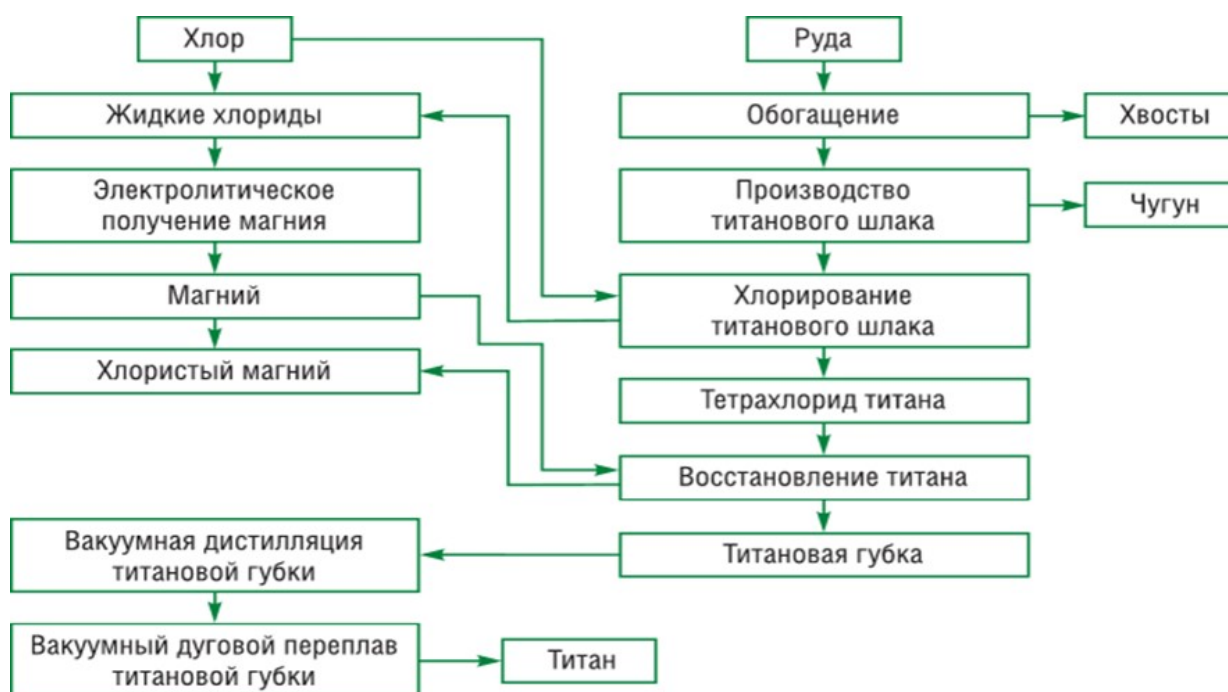 Хлор
Руда
Жидкие хлориды
Обогащение
Хвосты
Электролитическое
получение магния
Производство
титанового шлака
Чугун
Магний
Хлорирование
титанового шлака
Хлористый магний
Тетрахлорид титана
Восстановление титана
Вакуумная дистилляция
титановой губки
Титановая губка
Вакуумный дуговой переплав
титановой губки
Титан